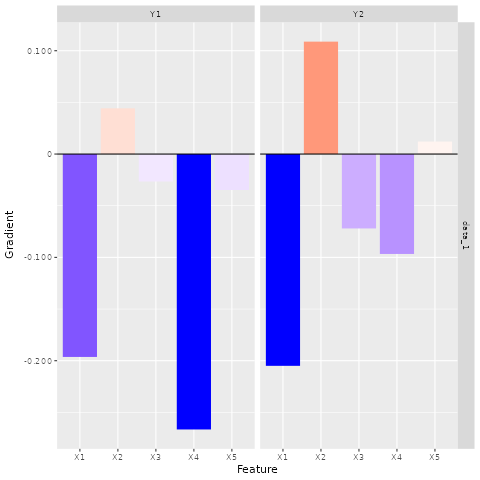 Y1
Y2
0.100
0
-0.100
-0.200
Gradient
data_1
X1 X2 X3 X4 X5
X1 X2 X3 X4 X5
Feature